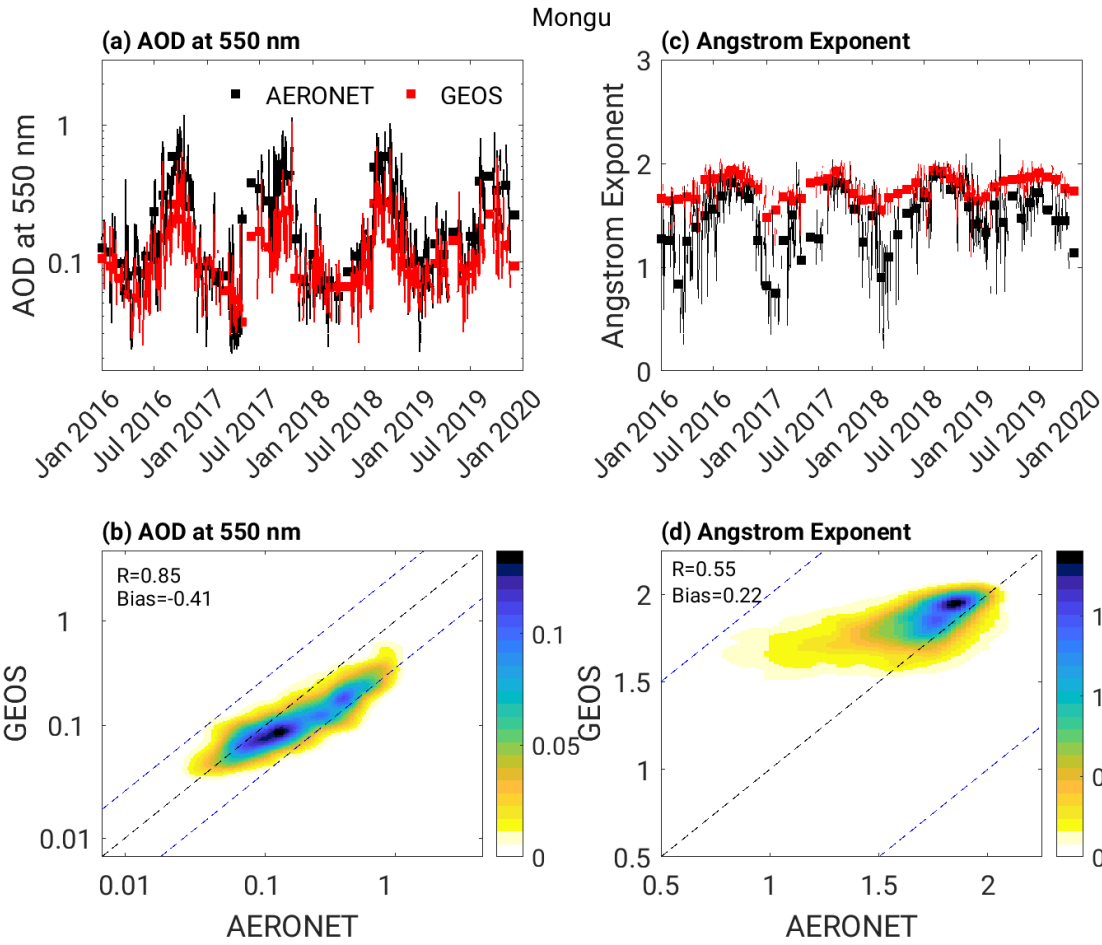 Mongu
(a) AOD at 550 nm
AOD at 550 nm
1
0.1
AERONET
GEOS
Jan 2016
Jul 2016
Jan 2017
Jul 2017
Jan 2018
Jul 2018
Jan 2019
Jul 2019
Jan 2020
(c) Angstrom Exponent
Angstrom Exponent
3
2
1
0
Jan 2016
Jul 2016
Jan 2017
Jul 2017
Jan 2018
Jul 2018
Jan 2019
Jul 2019
Jan 2020
(b) AOD at 550 nm
R=0.85
Bias=-0.41
GEOS
1
0.1
0.01
0.01
0.1
1
AERONET
0.1
0.05
0
(d) Angstrom Exponent
R=0.55
Bias=0.22
GEOS
2
1.5
1
0.5
0.5
1
1.5
2
AERONET
1
1
0
0